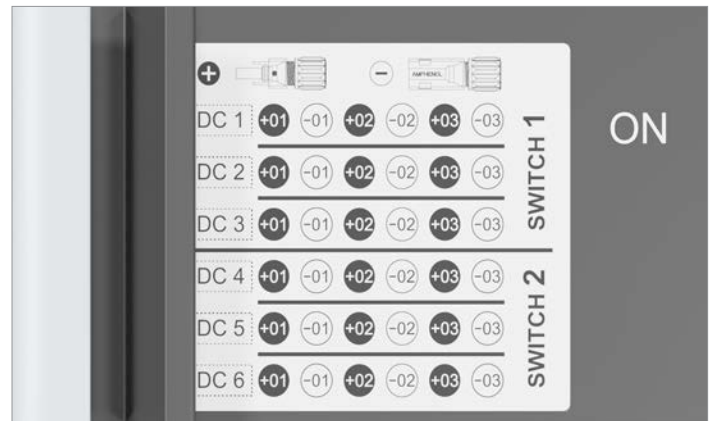 + − AMPHENOL
DC 1 +01 −01 +02 −02 +03 −03
DC 2 +01 −01 +02 −02 +03 −03
DC 3 +01 −01 +02 −02 +03 −03
SWITCH 1
DC 4 +01 −01 +02 −02 +03 −03
DC 5 +01 −01 +02 −02 +03 −03
DC 6 +01 −01 +02 −02 +03 −03
SWITCH 2
ON